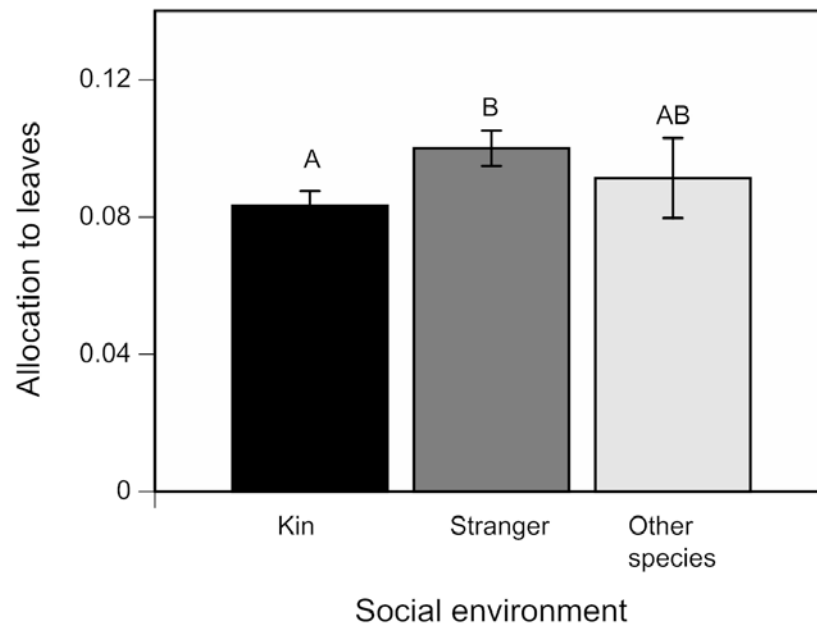 Allocation to leaves
0.12
0.08
0.04
0
A
B
AB
Kin
Stranger
Other
species
Social environment